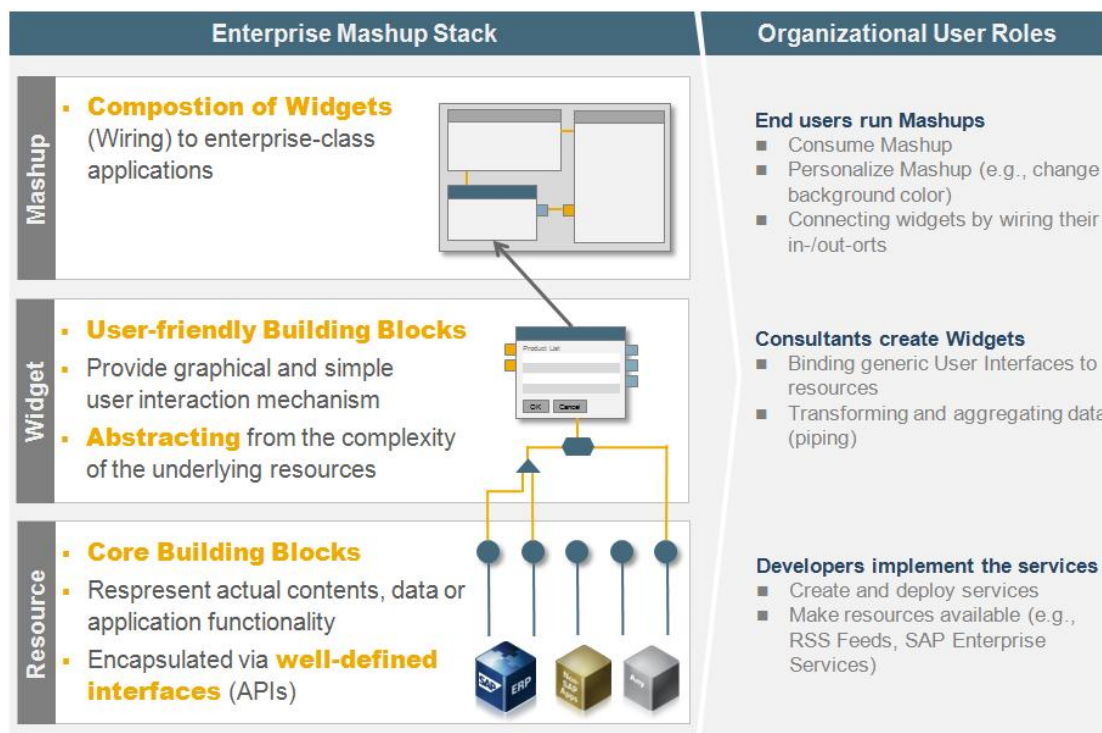 Enterprise Mashup Stack
Organizational User Roles
Mashup
▪ Compostion of Widgets
(Wiring) to enterprise-class
applications
End users run Mashups
■ Consume Mashup
■ Personalize Mashup (e.g., change
background color)
■ Connecting widgets by wiring their
in-/out-orts
Widget
▪ User-friendly Building Blocks
▪ Provide graphical and simple
user interaction mechanism
▪ Abstracting from the complexity
of the underlying resources
Product List
OK
Cancel
Consultants create Widgets
■ Binding generic User Interfaces to
resources
■ Transforming and aggregating data
(piping)
Resource
▪ Core Building Blocks
▪ Respresent actual contents, data or
application functionality
▪ Encapsulated via well-defined
interfaces (APIs)
SAP
ERP
Non-
SAP
Apps
Any
Developers implement the services
■ Create and deploy services
■ Make resources available (e.g.,
RSS Feeds, SAP Enterprise
Services)